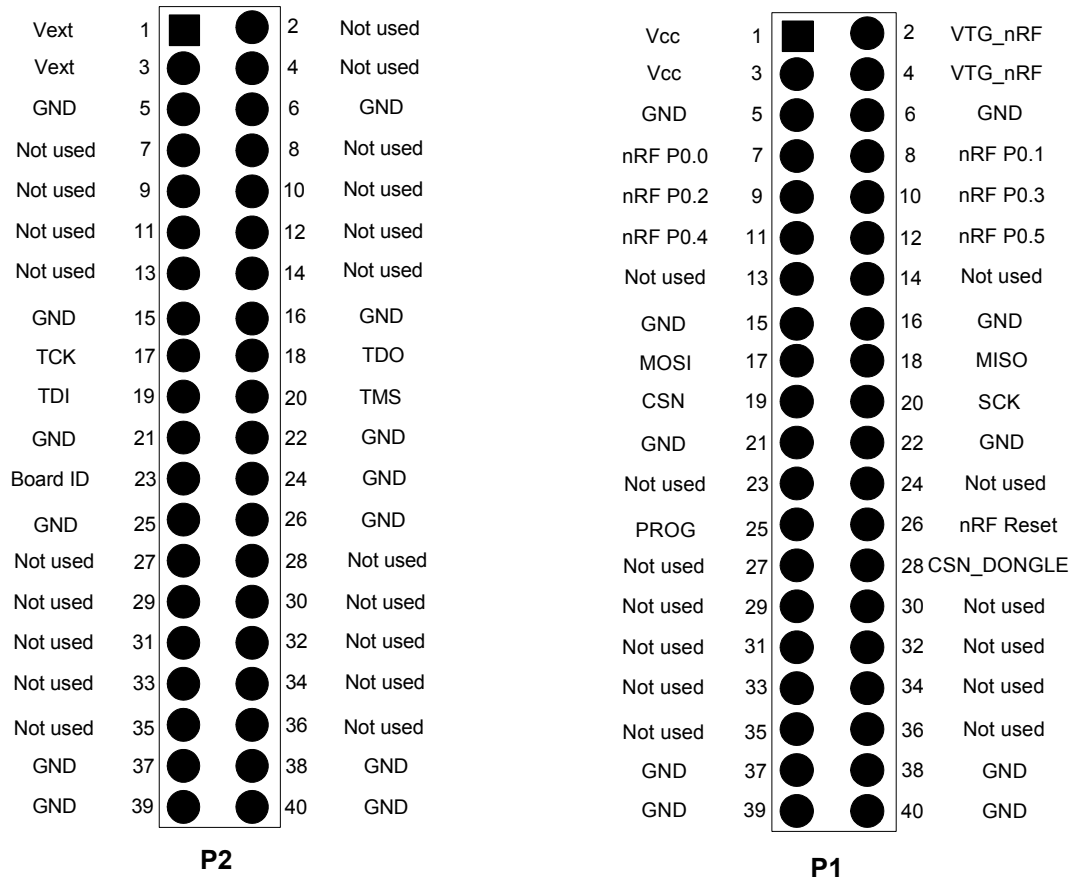 Vext 1 2 Not used
Vext 3 4 Not used
GND 5 6 GND
Not used 7 8 Not used
Not used 9 10 Not used
Not used 11 12 Not used
Not used 13 14 Not used
GND 15 16 GND
TCK 17 18 TDO
TDI 19 20 TMS
GND 21 22 GND
Board ID 23 24 GND
GND 25 26 GND
Not used 27 28 Not used
Not used 29 30 Not used
Not used 31 32 Not used
Not used 33 34 Not used
Not used 35 36 Not used
GND 37 38 GND
GND 39 40 GND
P2
Vcc 1 2 VTG_nRF
Vcc 3 4 VTG_nRF
GND 5 6 GND
nRF P0.0 7 8 nRF P0.1
nRF P0.2 9 10 nRF P0.3
nRF P0.4 11 12 nRF P0.5
Not used 13 14 Not used
GND 15 16 GND
MOSI 17 18 MISO
CSN 19 20 SCK
GND 21 22 GND
Not used 23 24 Not used
PROG 25 26 nRF Reset
Not used 27 28 CSN_DONGLE
Not used 29 30 Not used
Not used 31 32 Not used
Not used 33 34 Not used
Not used 35 36 Not used
GND 37 38 GND
GND 39 40 GND
P1